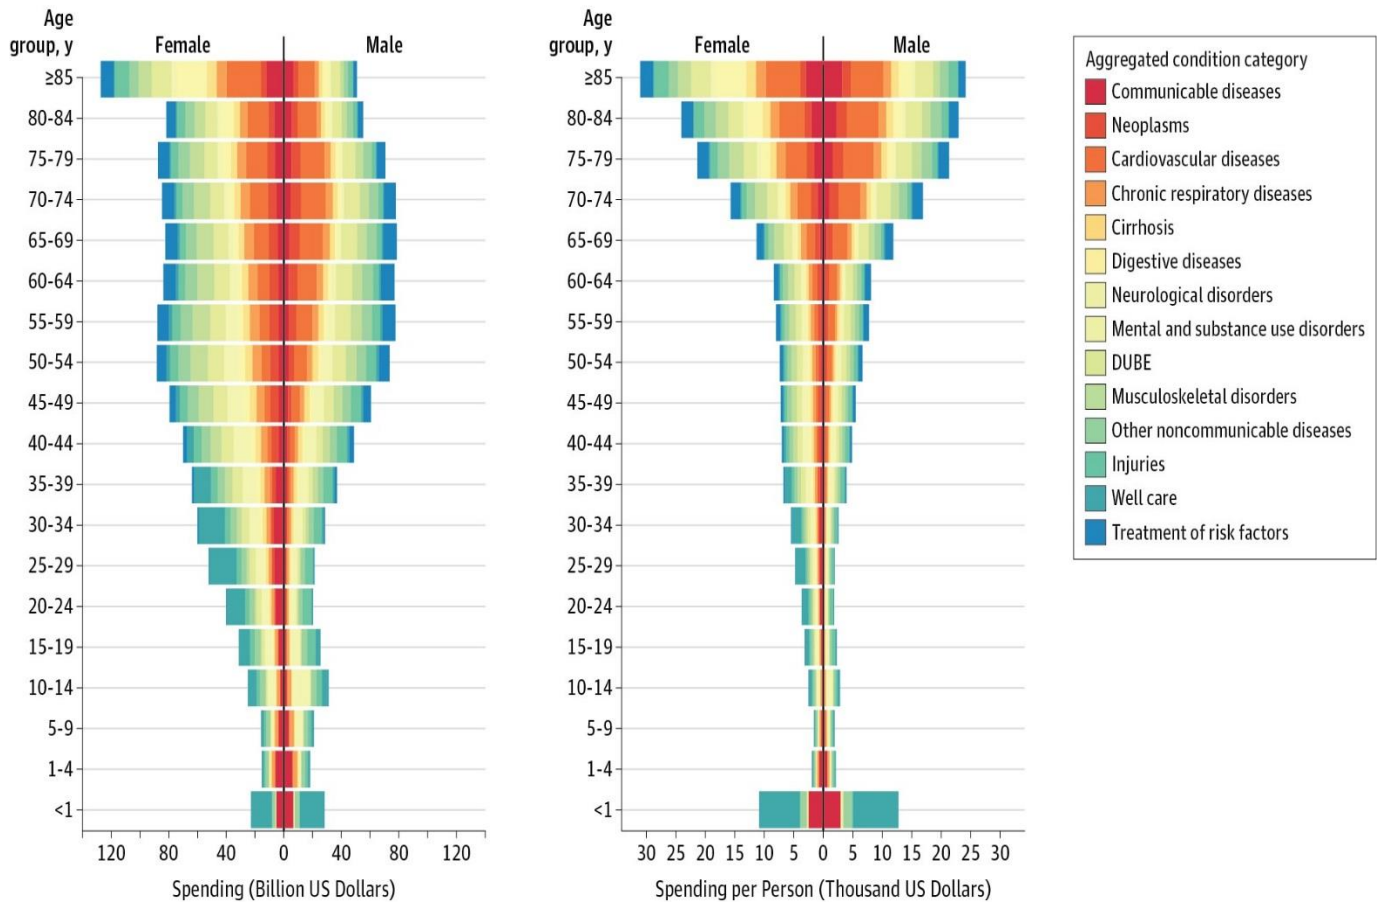 Age
group, y
Female
Male
≥85
80-84
75-79
70-74
65-69
60-64
55-59
50-54
45-49
40-44
35-39
30-34
25-29
20-24
15-19
10-14
5-9
1-4
<1
120 80 40 0 40 80 120
Spending (Billion US Dollars)
Age
group, y
Female
Male
≥85
80-84
75-79
70-74
65-69
60-64
55-59
50-54
45-49
40-44
35-39
30-34
25-29
20-24
15-19
10-14
5-9
1-4
<1
30 25 20 15 10 5 0 5 10 15 20 25 30
Spending per Person (Thousand US Dollars)
Aggregated condition category
Communicable diseases
Neoplasms
Cardiovascular diseases
Chronic respiratory diseases
Cirrhosis
Digestive diseases
Neurological disorders
Mental and substance use disorders
DUBE
Musculoskeletal disorders
Other noncommunicable diseases
Injuries
Well care
Treatment of risk factors